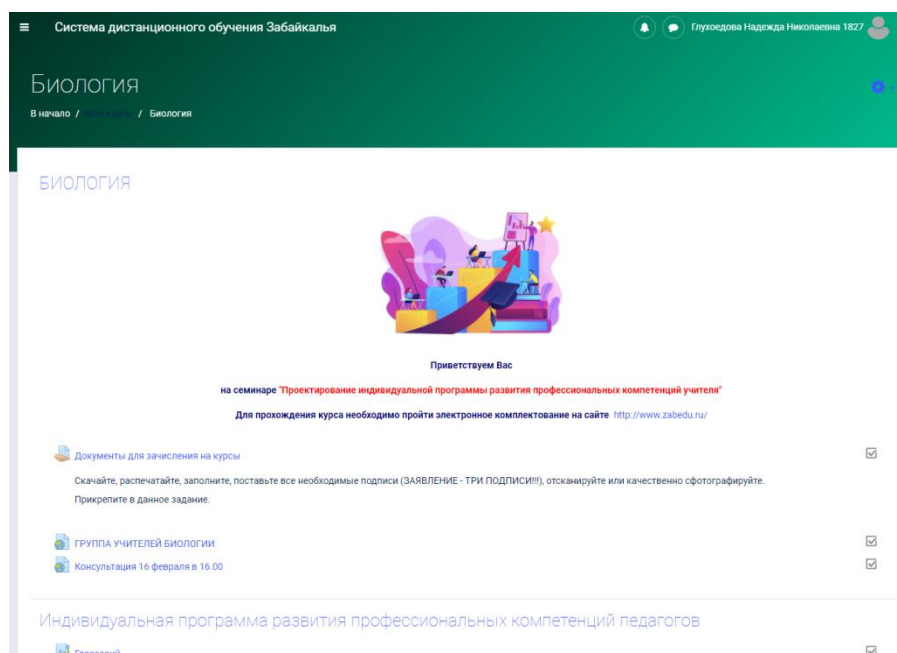 Система дистанционного обучения Забайкалья
Глухоедова Надежда Николаевна 1827
Биология
В начало / Мои курсы / Биология
БИОЛОГИЯ
Приветствуем Вас
на семинаре "Проектирование индивидуальной программы развития профессиональных компетенций учителя"
Для прохождения курса необходимо пройти электронное комплектование на сайте http://www.zabedu.ru/
Документы для зачисления на курсы
Скачайте, распечатайте, заполните, поставьте все необходимые подписи (ЗАЯВЛЕНИЕ - ТРИ ПОДПИСИ!!!), отсканируйте или качественно сфотографируйте.
Прикрепите в данное задание.
ГРУППА УЧИТЕЛЕЙ БИОЛОГИИ
Консультация 16 февраля в 16.00
Индивидуальная программа развития профессиональных компетенций педагогов